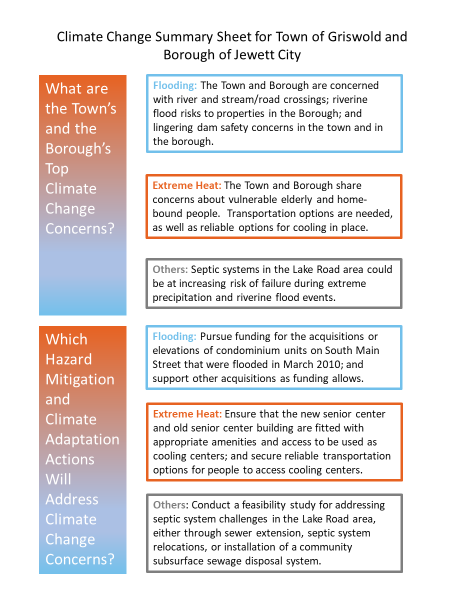 Climate Change Summary Sheet for Town of Griswold and
Borough of Jewett City
What are
the Town's
and the
Borough's
Top
Climate
Change
Concerns?
Flooding: The Town and Borough are concerned
with river and stream/road crossings; riverine
flood risks to properties in the Borough; and
lingering dam safety concerns in the town and in
the borough.
Extreme Heat: The Town and Borough share
concerns about vulnerable elderly and home-
bound people. Transportation options are needed,
as well as reliable options for cooling in place.
Others: Septic systems in the Lake Road area could
be at increasing risk of failure during extreme
precipitation and riverine flood events.
Which
Hazard
Mitigation
and
Climate
Adaptation
Actions
Will
Address
Climate
Change
Concerns?
Flooding: Pursue funding for the acquisitions or
elevations of condominium units on South Main
Street that were flooded in March 2010; and
support other acquisitions as funding allows.
Extreme Heat: Ensure that the new senior center
and old senior center building are fitted with
appropriate amenities and access to be used as
cooling centers; and secure reliable transportation
options for people to access cooling centers.
Others: Conduct a feasibility study for addressing
septic system challenges in the Lake Road area,
either through sewer extension, septic system
relocations, or installation of a community
subsurface sewage disposal system.